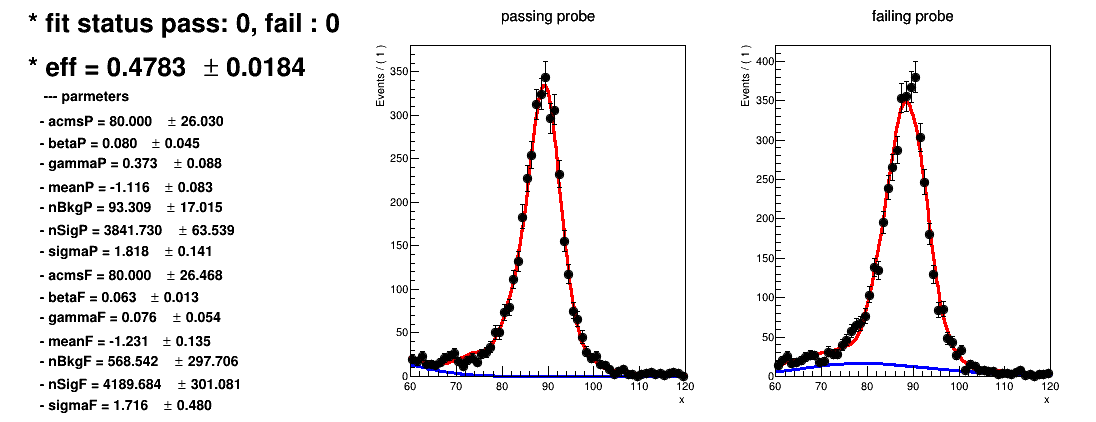 * fit status pass: 0, fail : 0
* eff = 0.4783 ± 0.0184
--- parmeters
- acmsP = 80.000 ± 26.030
- betaP = 0.080 ± 0.045
- gammaP = 0.373 ± 0.088
- meanP = -1.116 ± 0.083
- nBkgP = 93.309 ± 17.015
- nSigP = 3841.730 ± 63.539
- sigmaP = 1.818 ± 0.141
- acmsF = 80.000 ± 26.468
- betaF = 0.063 ± 0.013
- gammaF = 0.076 ± 0.054
- meanF = -1.231 ± 0.135
- nBkgF = 568.542 ± 297.706
- nSigF = 4189.684 ± 301.081
- sigmaF = 1.716 ± 0.480
passing probe
Events / ( 1 )
350
300
250
200
150
100
50
0
60 70 80 90 100 110 120
x
failing probe
Events / ( 1 )
400
350
300
250
200
150
100
50
0
60 70 80 90 100 110 120
x